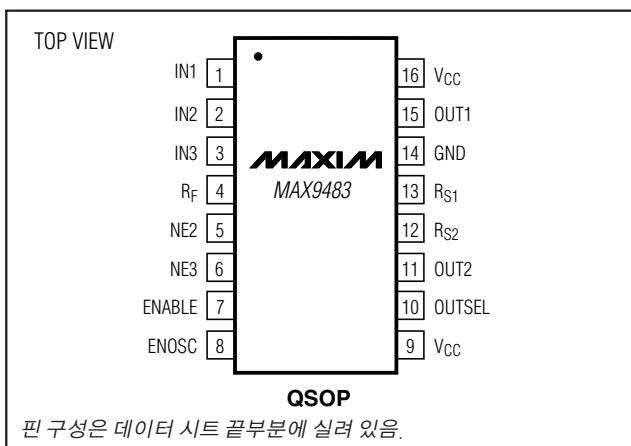 TOP VIEW
IN1 1
IN2 2
IN3 3
RF 4
NE2 5
NE3 6
ENABLE 7
ENOSC 8
MAXIM
MAX9483
16 VCC
15 OUT1
14 GND
13 RS1
12 RS2
11 OUT2
10 OUTSEL
9 VCC
QSOP
핀 구성은 데이터 시트 끝부분에 실려 있음.